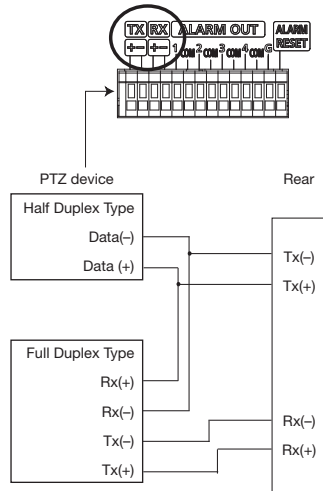 TX RX ALARM OUT ALARM RESET
+ − + − 1 COM 2 COM 3 COM 4 COM G
PTZ device
Rear
Half Duplex Type
Data(–)
Data (+)
Tx(–)
Tx(+)
Full Duplex Type
Rx(+)
Rx(–)
Tx(–)
Tx(+)
Rx(–)
Rx(+)